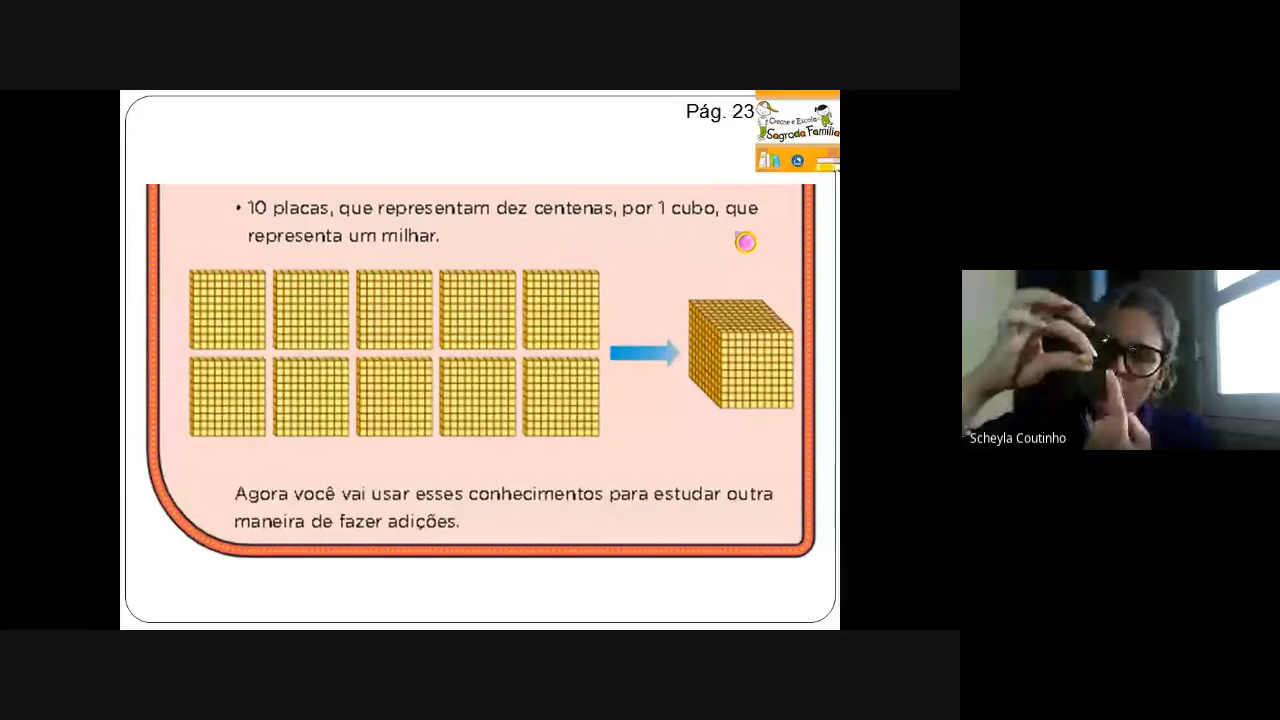 Pág. 23
Creche e Escola
Sagrada Família
• 10 placas, que representam dez centenas, por 1 cubo, que
representa um milhar.
Scheyla Coutinho
Agora você vai usar esses conhecimentos para estudar outra
maneira de fazer adições.